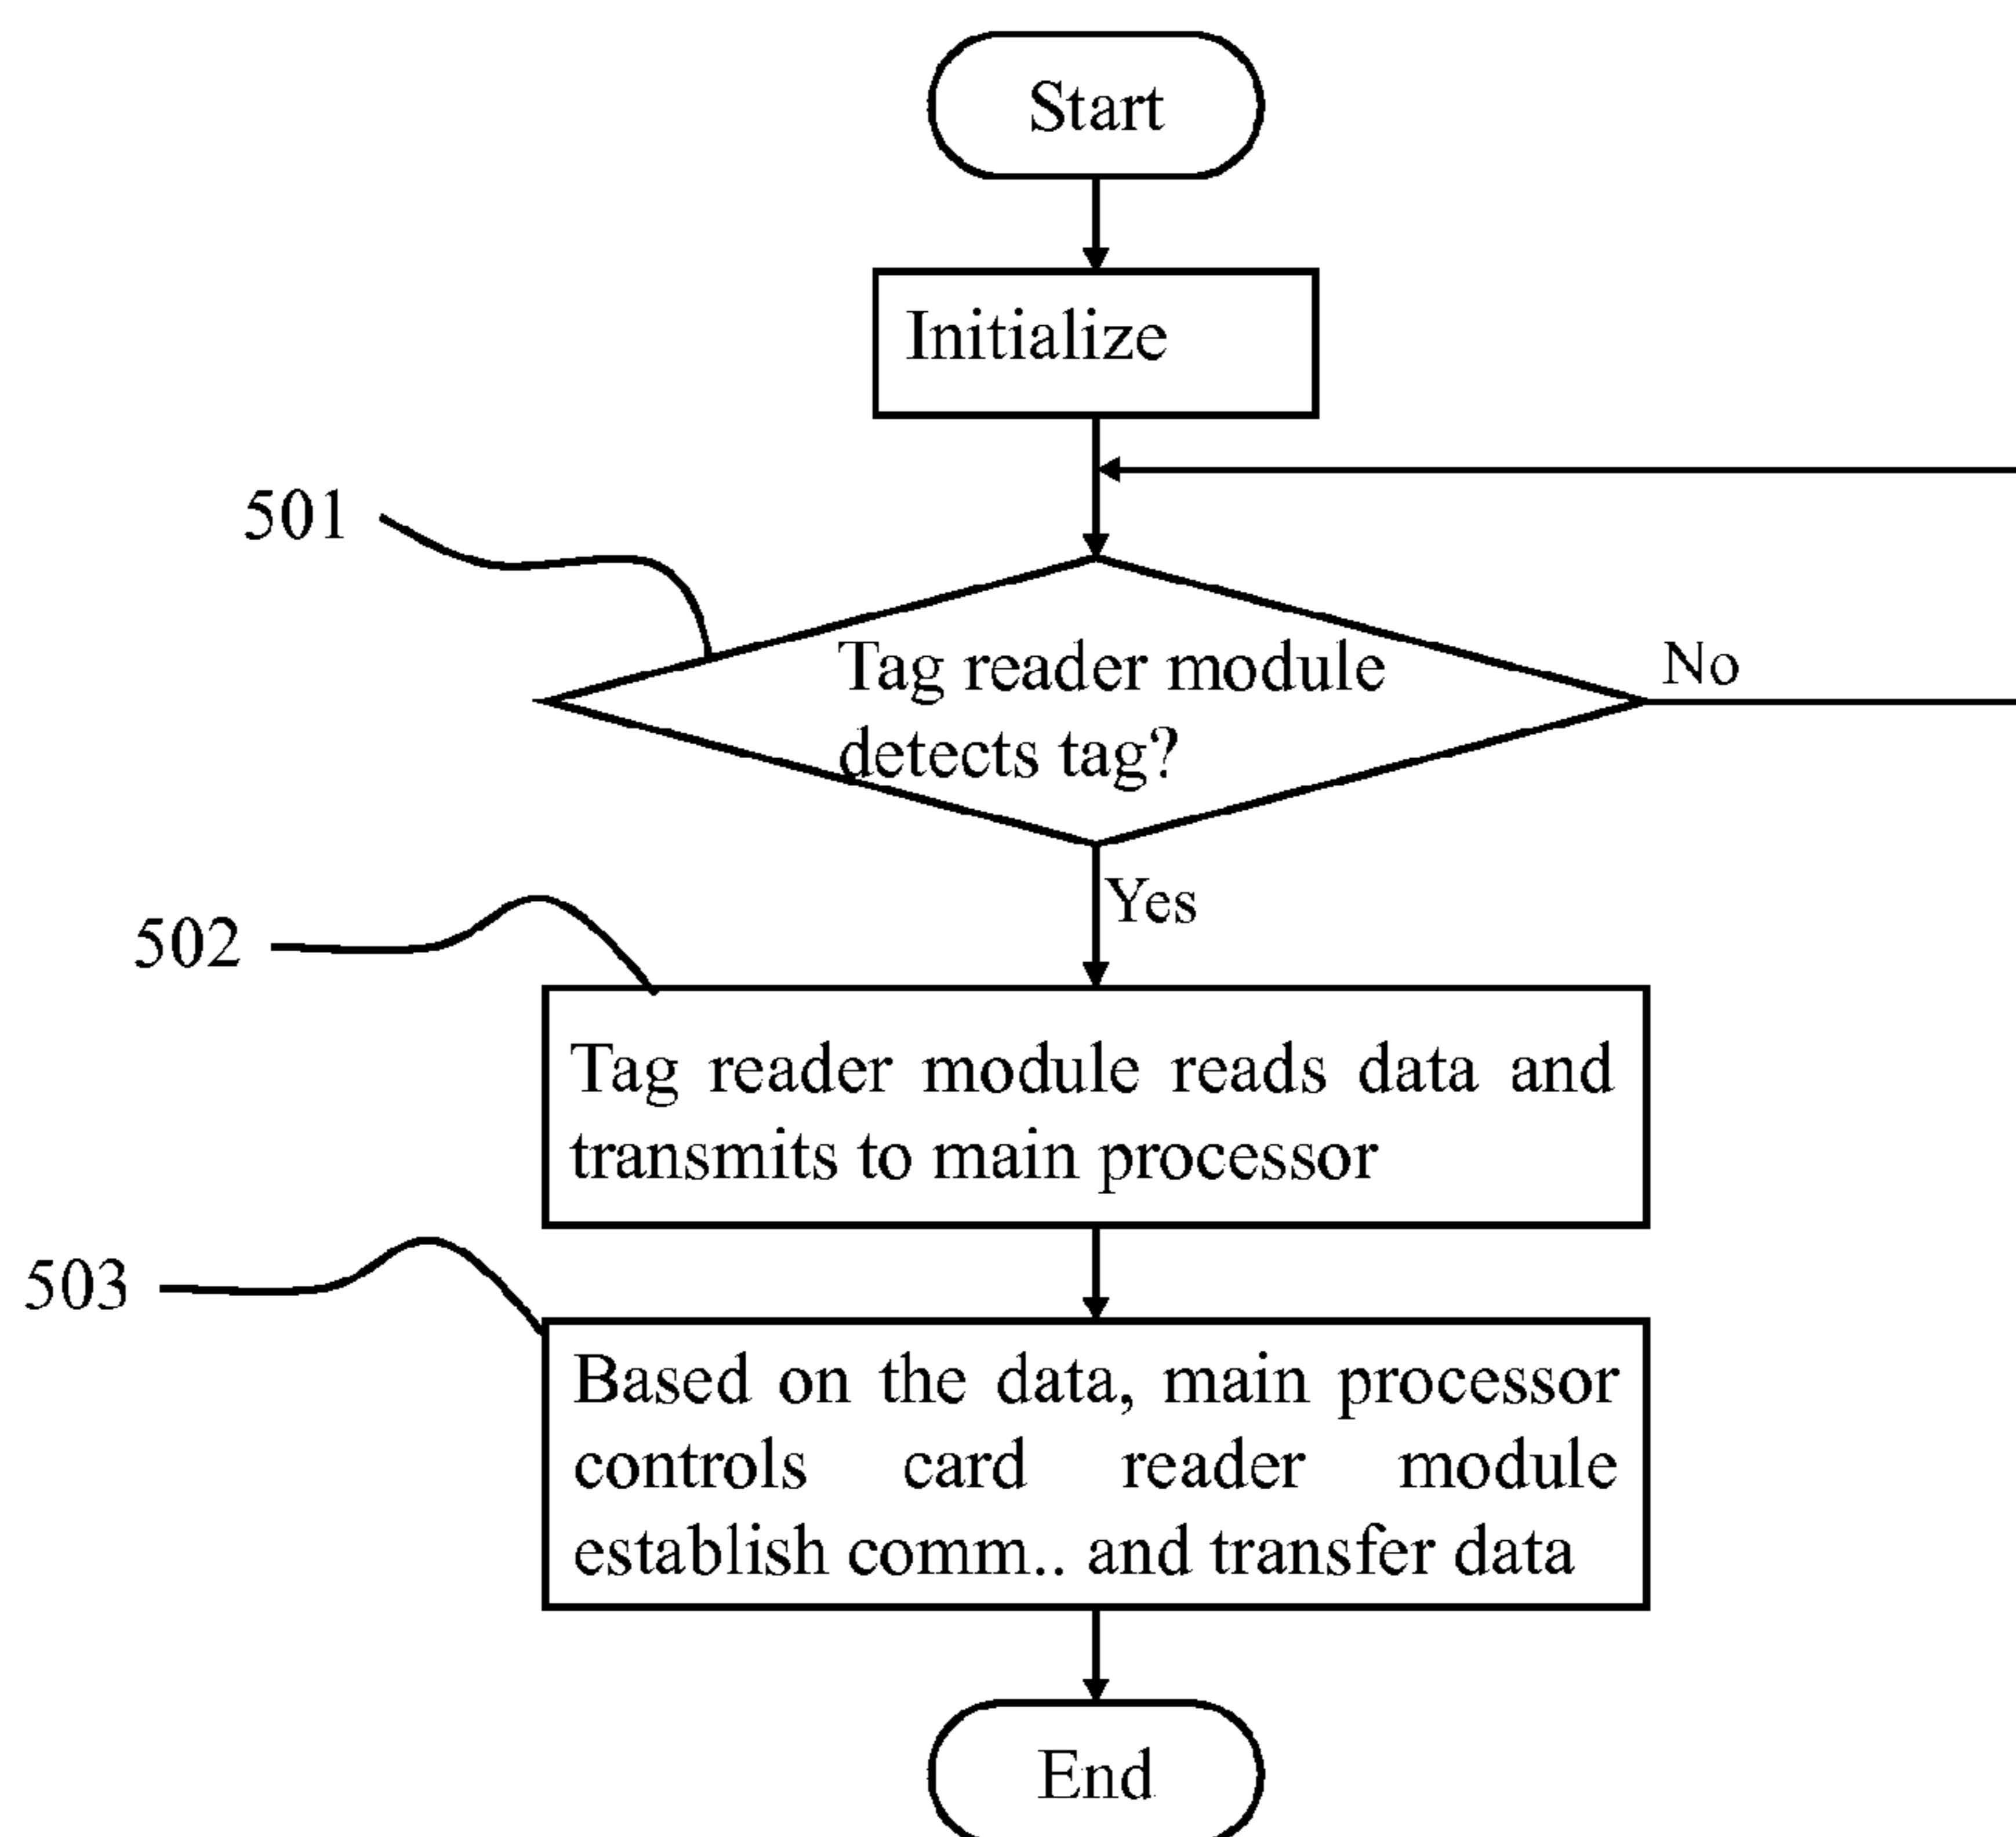 Start
Initialize
501
Tag reader module
detects tag?
No
Yes
502
Tag reader module reads data and
transmits to main processor
503
Based on the data, main processor
controls card reader module
establish comm.. and transfer data
End